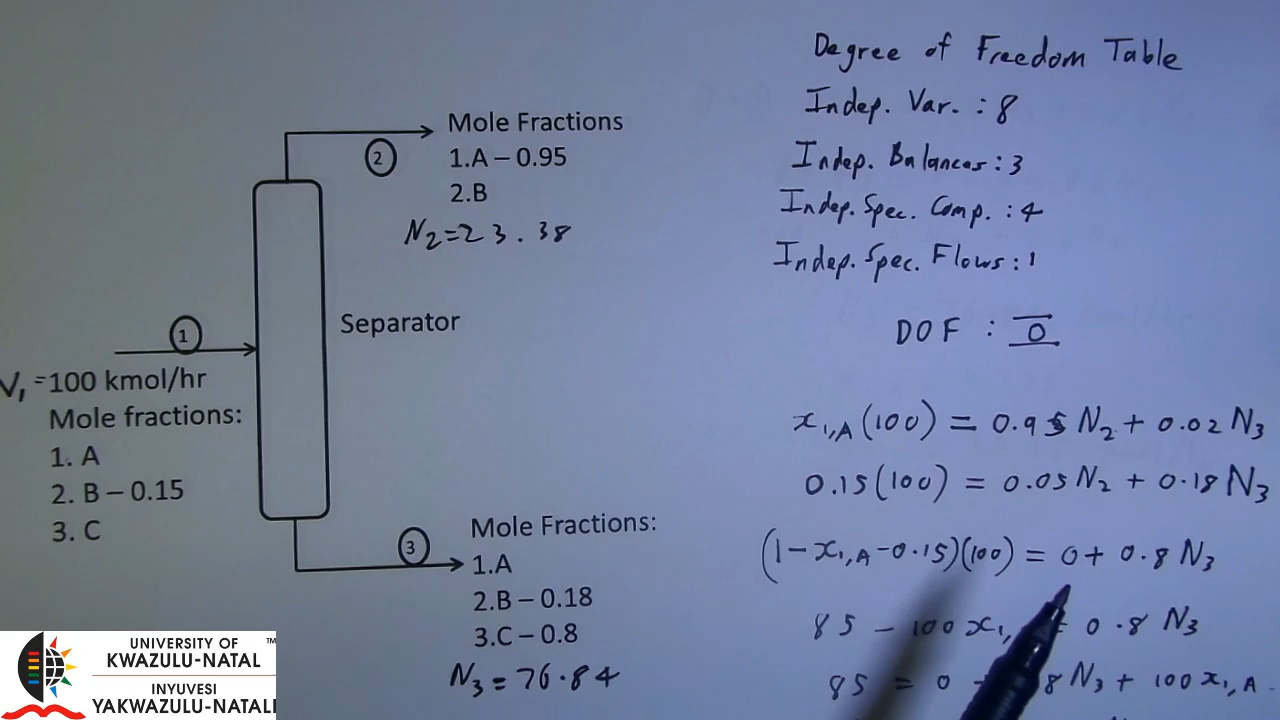 Degree of Freedom Table
Indep. Var. : 8
Indep. Balances : 3
Indep. Spec. Comp. : 4
Indep. Spec. Flows : 1
DOF : 0
Mole Fractions
1.A – 0.95
2.B
N₂=23.38
2
Separator
1
N₁ =100 kmol/hr
Mole fractions:
1. A
2. B – 0.15
3. C
3
Mole Fractions:
1.A
2.B – 0.18
3.C – 0.8
N₃ = 76.84
x₁,A (100) = 0.95 N₂ + 0.02 N₃
0.15(100) = 0.05 N₂ + 0.18 N₃
(1 – x₁,A – 0.15)(100) = 0 + 0.8 N₃
85 – 100 x₁, = 0.8 N₃
85 = 0 8 N₃ + 100 x₁,A
UNIVERSITY OF ™
KWAZULU-NATAL
INYUVESI
YAKWAZULU-NATALI